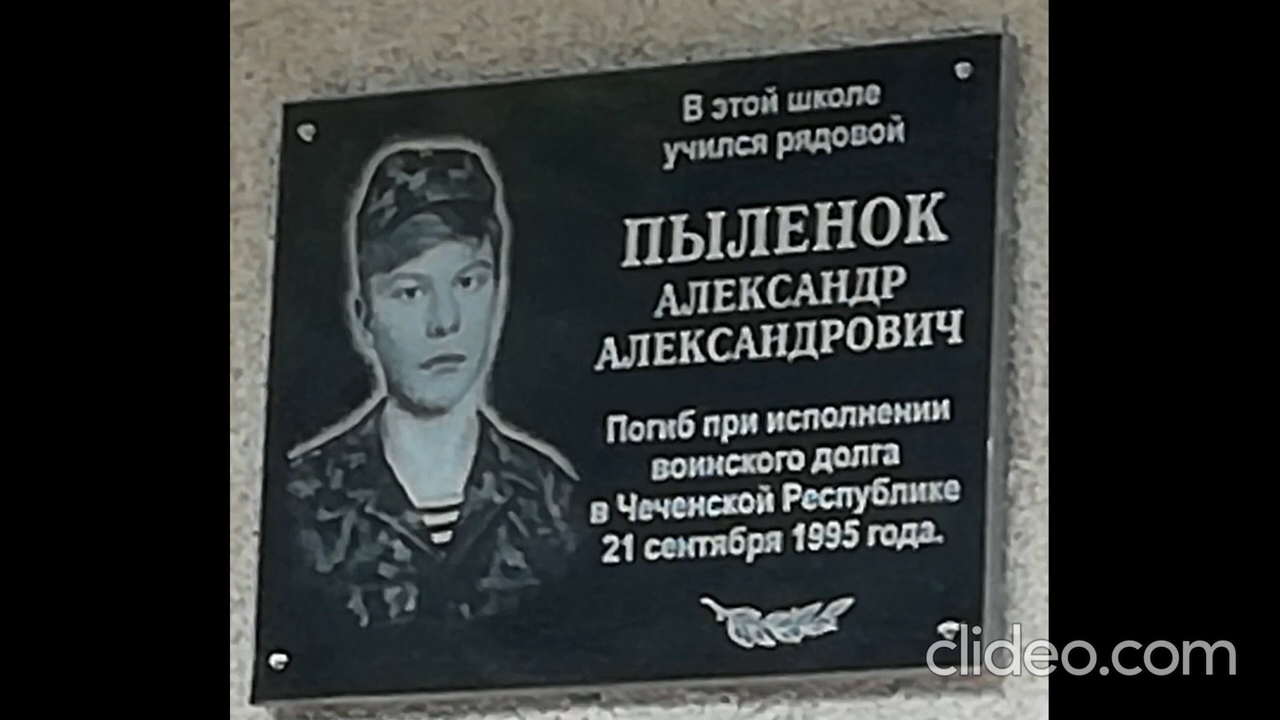 В этой школе
учился рядовой
ПЫЛЕНОК
АЛЕКСАНДР
АЛЕКСАНДРОВИЧ
Погиб при исполнении
воинского долга
в Чеченской Республике
21 сентября 1995 года.
clideo.com